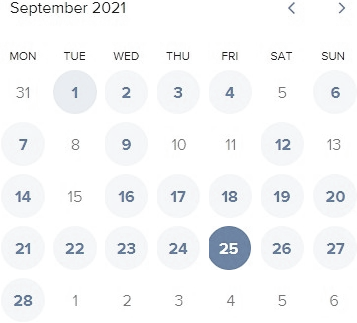 September 2021
MON TUE WED THU FRI SAT SUN
31 1 2 3 4 5 6
7 8 9 10 11 12 13
14 15 16 17 18 19 20
21 22 23 24 25 26 27
28 1 2 3 4 5 6